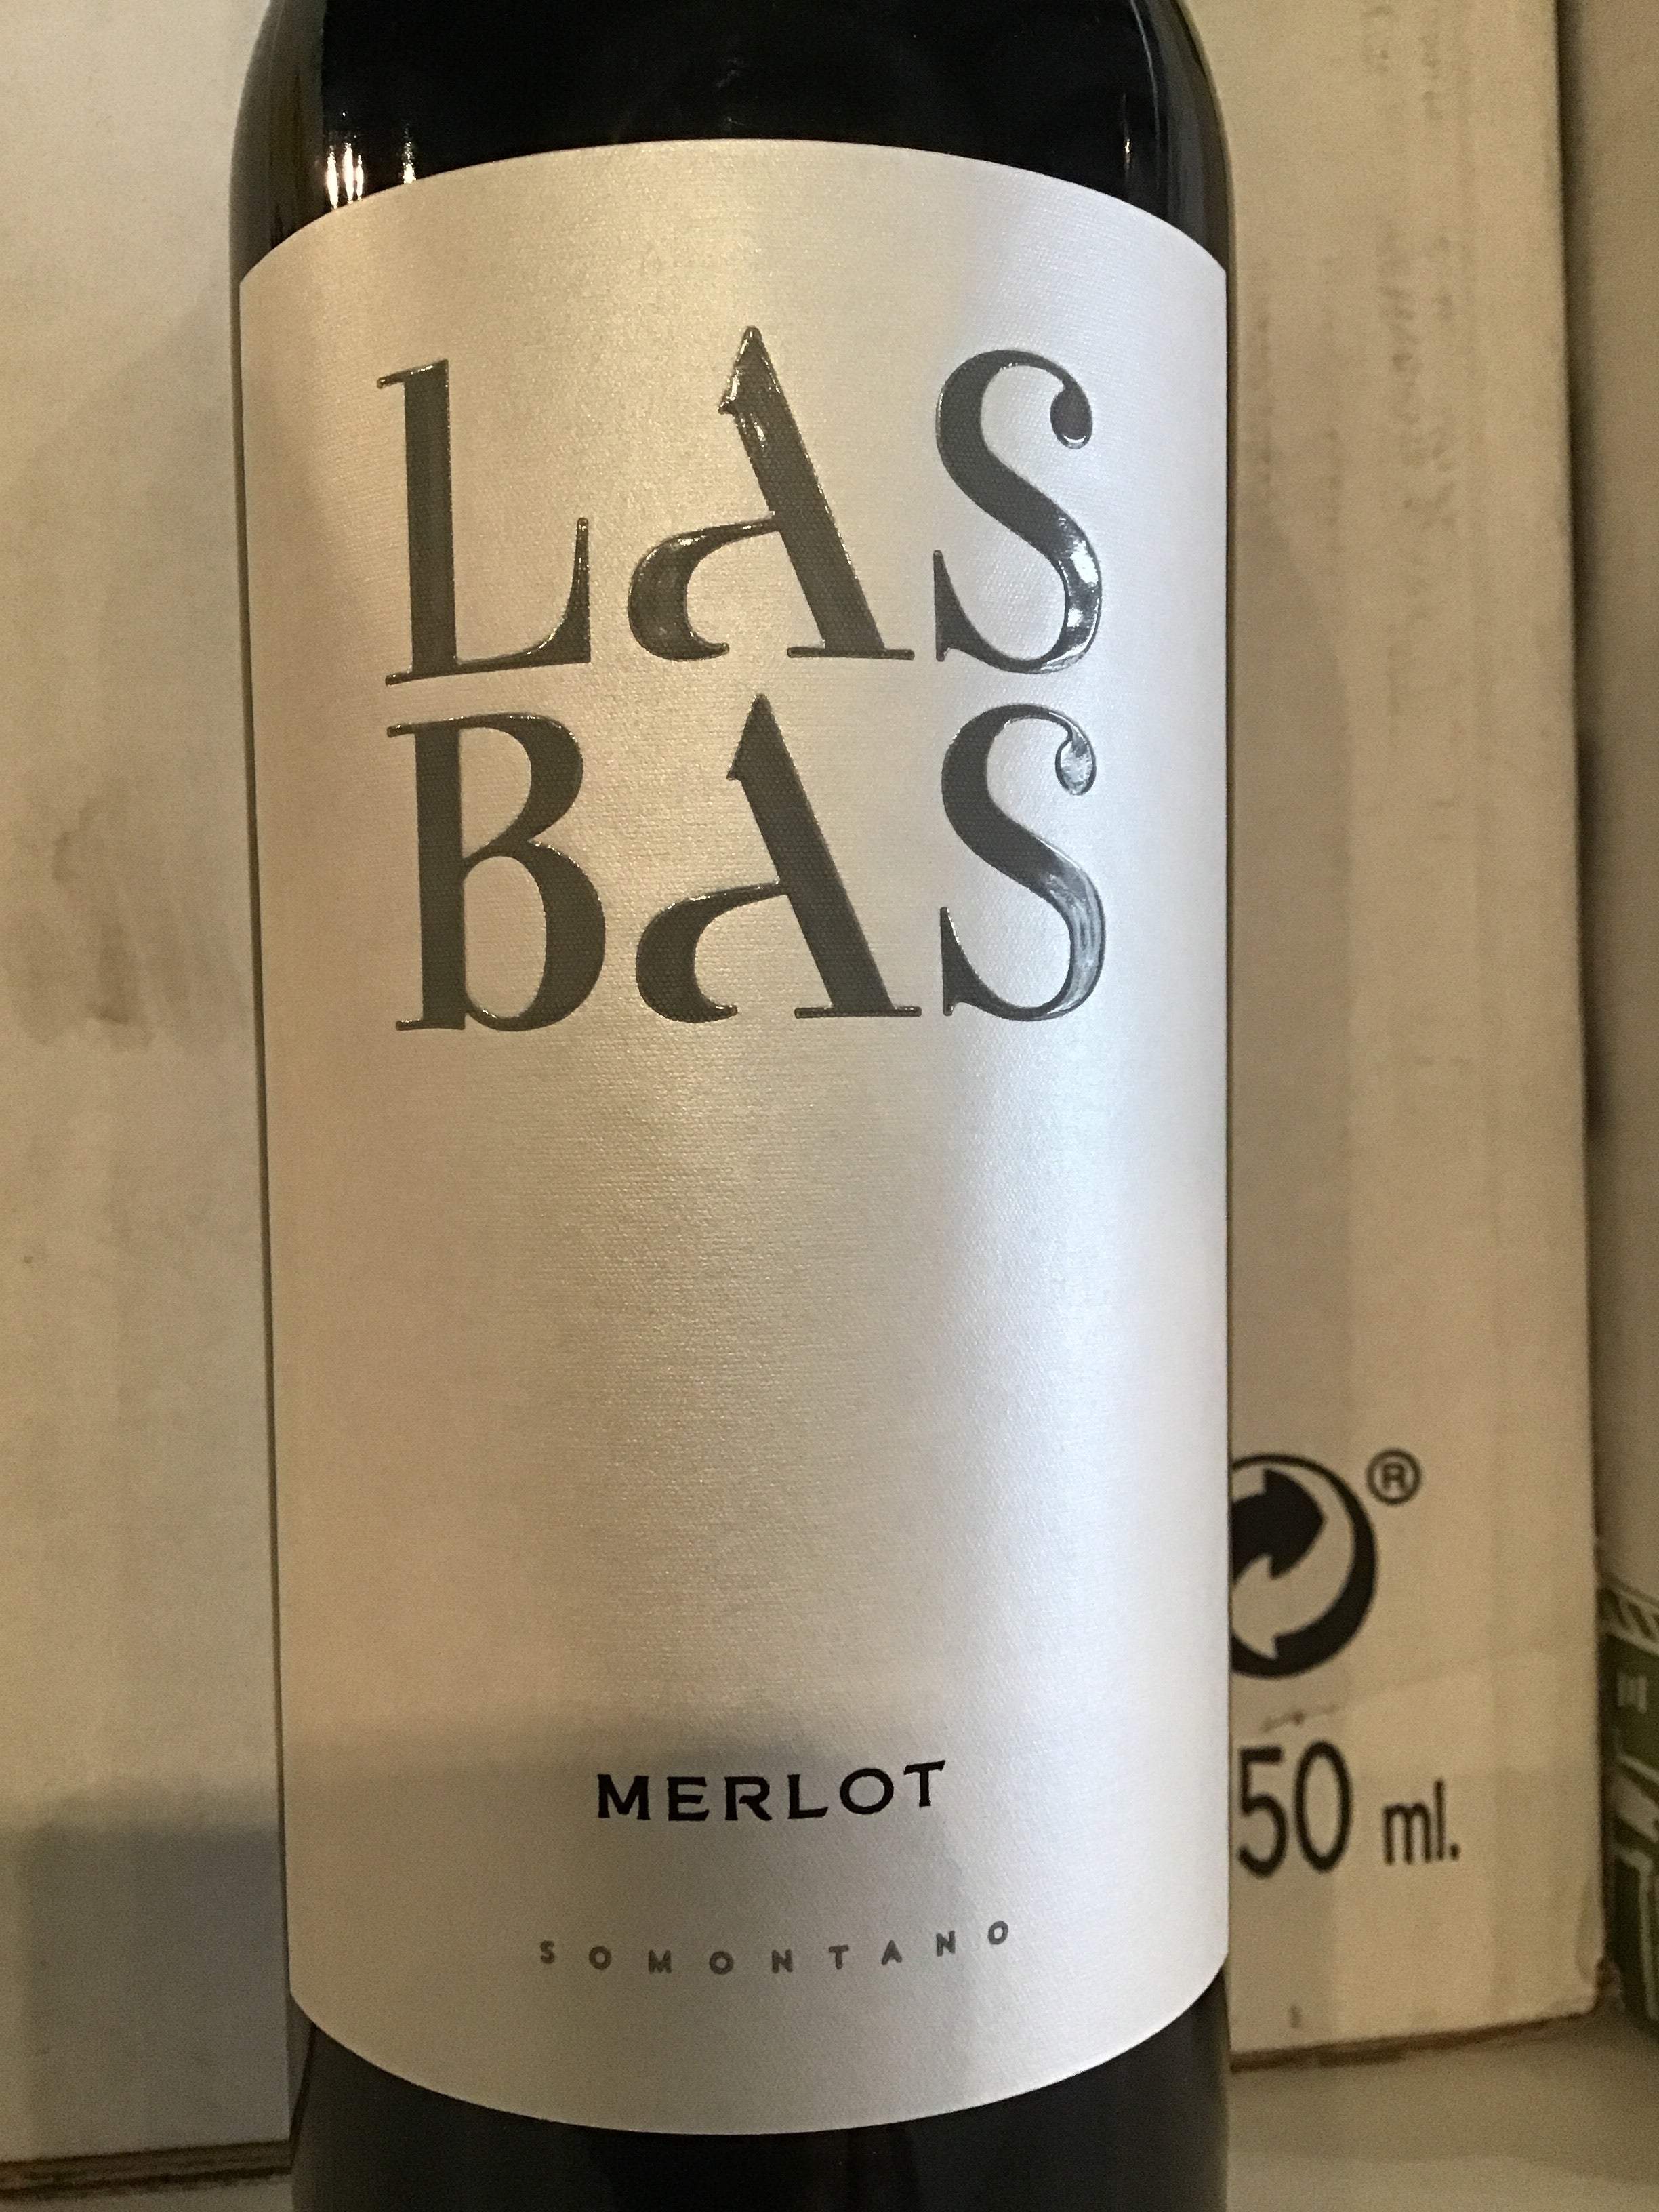 LAS
BAS
MERLOT
SOMONTANO
®
50 ml.